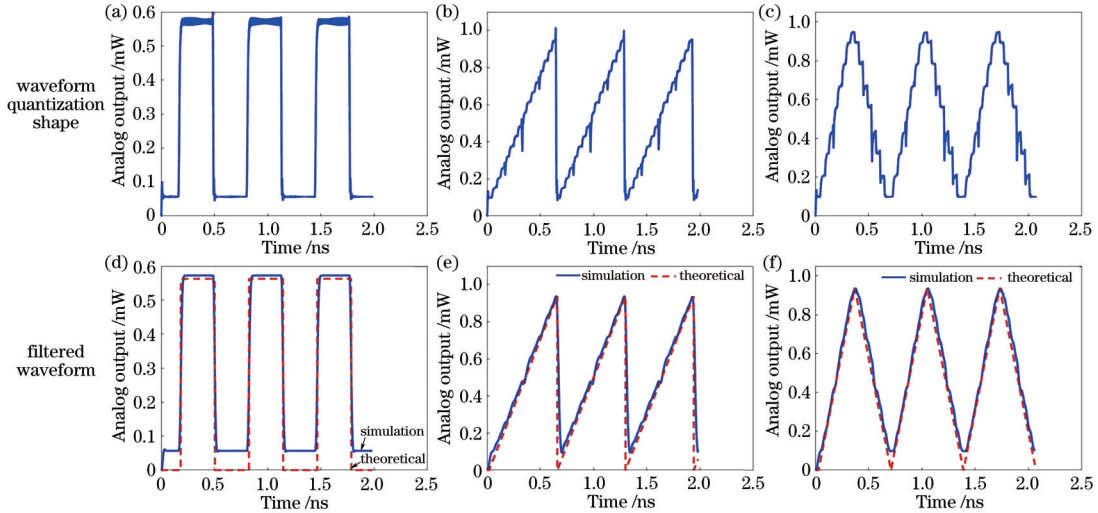 (a)
(b)
(c)
waveform
quantization
shape
Analog output /mW
0.6
0.5
0.4
0.3
0.2
0.1
0
0 0.5 1.0 1.5 2.0 2.5
Time /ns
Analog output /mW
1.0
0.8
0.6
0.4
0.2
0
0 0.5 1.0 1.5 2.0 2.5
Time /ns
Analog output /mW
1.0
0.8
0.6
0.4
0.2
0 0.5 1.0 1.5 2.0 2.5
Time /ns
(d)
(e)
(f)
filtered
waveform
Analog output /mW
0.6
0.5
0.4
0.3
0.2
0.1
0
simulation
theoretical
0 0.5 1.0 1.5 2.0 2.5
Time /ns
simulation theoretical
Analog output /mW
1.0
0.8
0.6
0.4
0.2
0
0 0.5 1.0 1.5 2.0 2.5
Time /ns
simulation theoretical
Analog output /mW
1.0
0.8
0.6
0.4
0.2
0
0 0.5 1.0 1.5 2.0 2.5
Time /ns